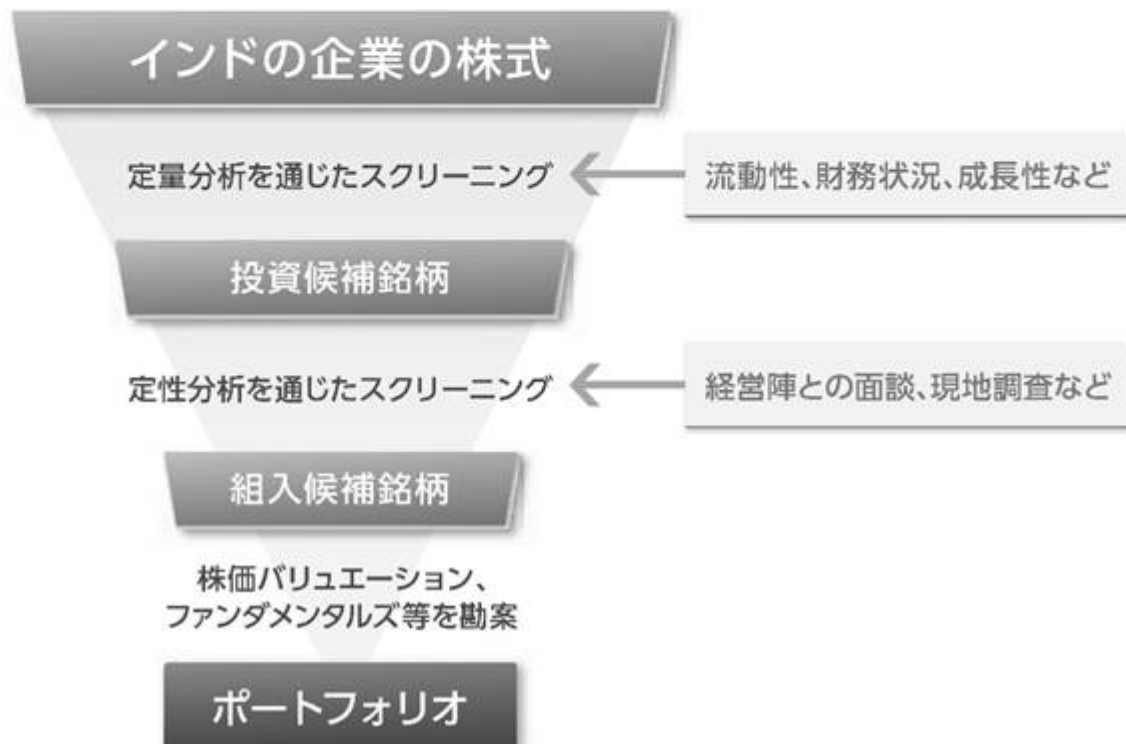 インドの企業の株式
定量分析を通じたスクリーニング
流動性、財務状況、成長性など
投資候補銘柄
定性分析を通じたスクリーニング
経営陣との面談、現地調査など
組入候補銘柄
株価バリュエーション、
ファンダメンタルズ等を勘案
ポートフォリオ